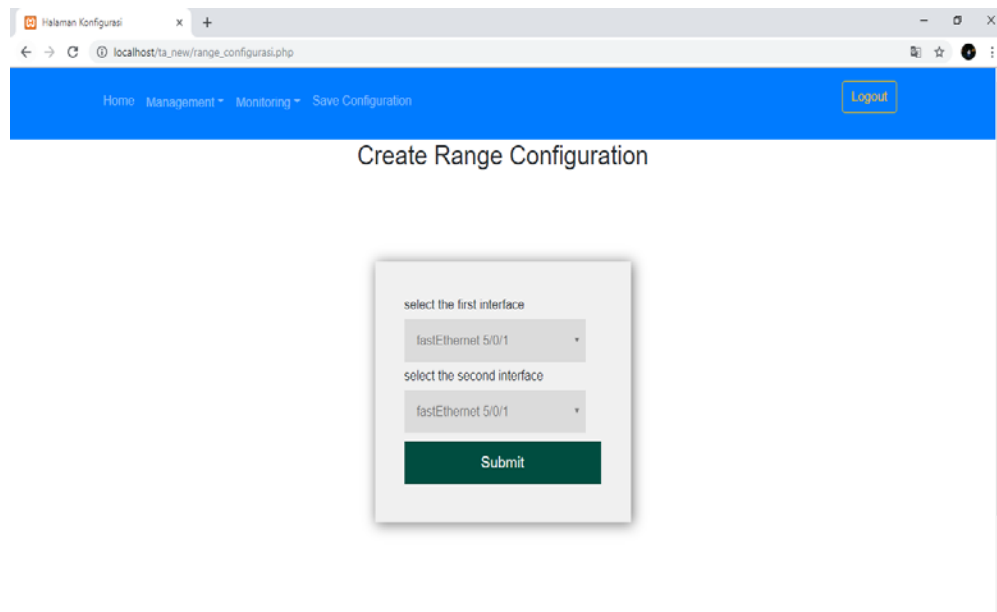 Halaman Konfigurasi
localhost/ta_new/range_configurasi.php
Home Management Monitoring Save Configuration Logout
Create Range Configuration
select the first interface
fastEthernet 5/0/1
select the second interface
fastEthernet 5/0/1
Submit